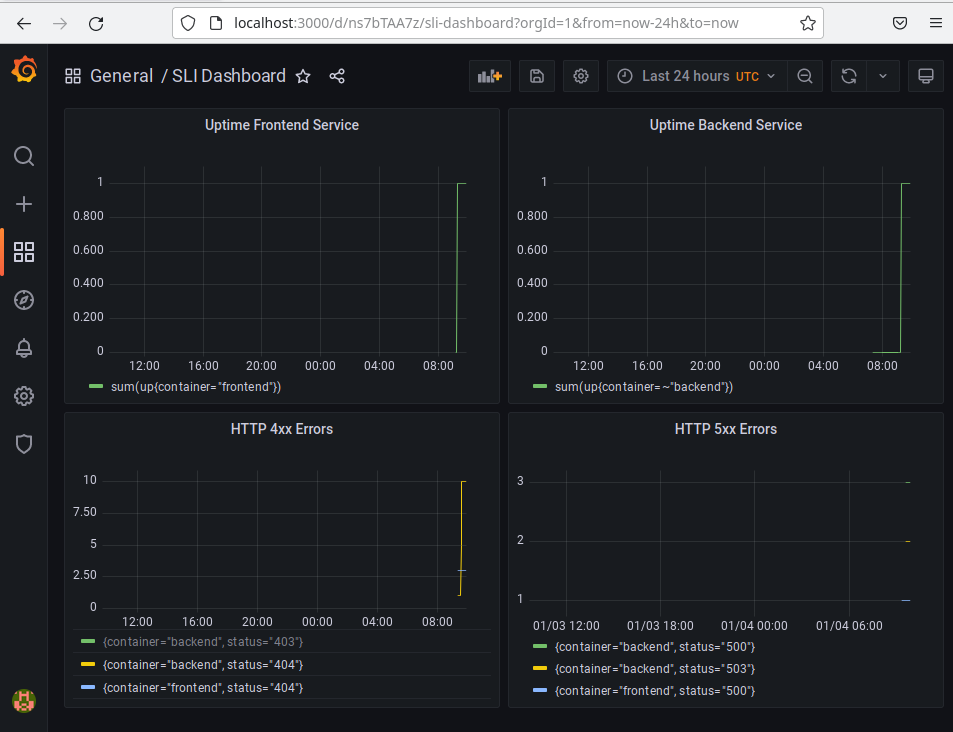 localhost:3000/d/ns7bTAA7z/sli-dashboard?orgId=1&from=now-24h&to=now
General / SLI Dashboard
Last 24 hours UTC
Uptime Frontend Service
1
0.800
0.600
0.400
0.200
0
12:00 16:00 20:00 00:00 04:00 08:00
sum(up{container="frontend"})
Uptime Backend Service
1
0.800
0.600
0.400
0.200
0
12:00 16:00 20:00 00:00 04:00 08:00
sum(up{container=~"backend"})
HTTP 4xx Errors
10
7.50
5
2.50
0
12:00 16:00 20:00 00:00 04:00 08:00
{container="backend", status="403"}
{container="backend", status="404"}
{container="frontend", status="404"}
HTTP 5xx Errors
3
2
1
01/03 12:00 01/03 18:00 01/04 00:00 01/04 06:00
{container="backend", status="500"}
{container="backend", status="503"}
{container="frontend", status="500"}